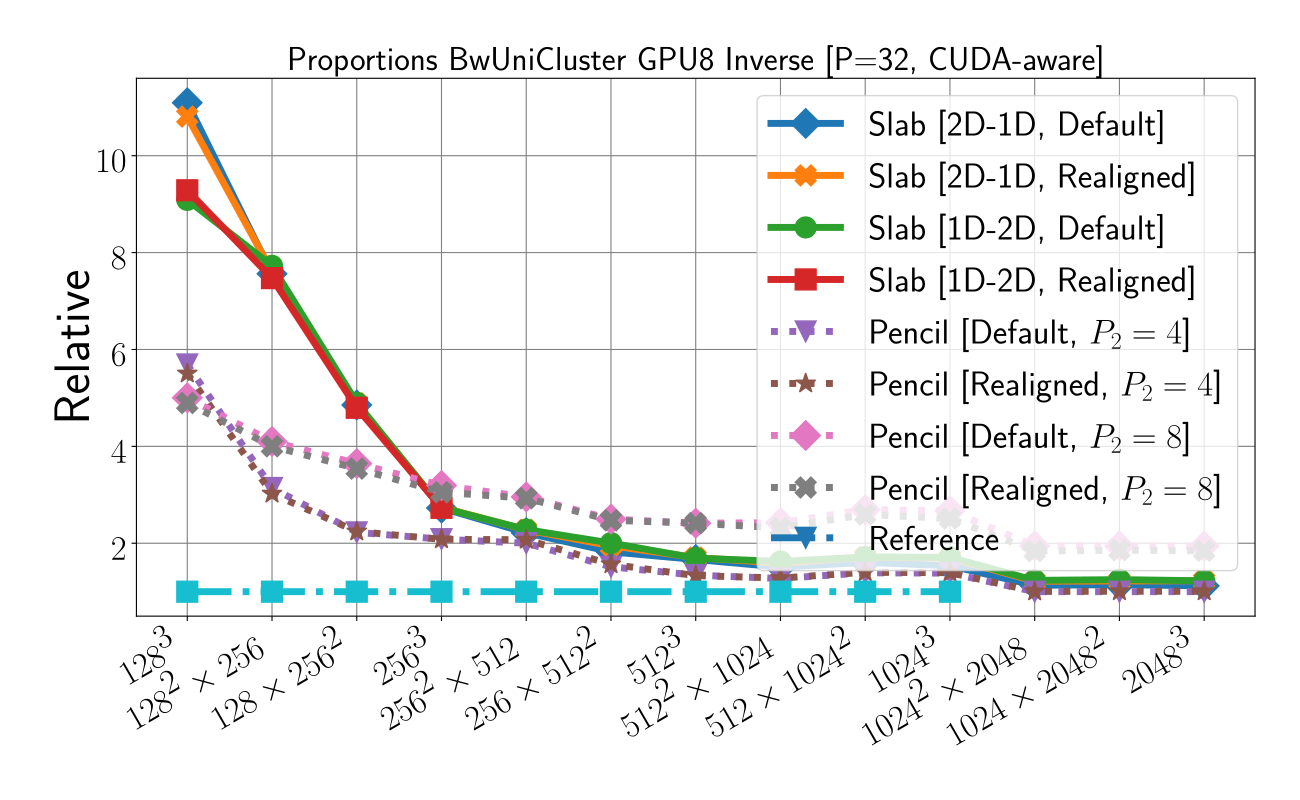 Proportions BwUniCluster GPU8 Inverse [P=32, CUDA-aware]
Relative
10
8
6
4
2
Slab [2D-1D, Default]
Slab [2D-1D, Realigned]
Slab [1D-2D, Default]
Slab [1D-2D, Realigned]
Pencil [Default, P₂ = 4]
Pencil [Realigned, P₂ = 4]
Pencil [Default, P₂ = 8]
Pencil [Realigned, P₂ = 8]
Reference
128³
128² × 256
128 × 256²
256³
256² × 512
256 × 512²
512³
512² × 1024
512 × 1024²
1024³
1024² × 2048
1024 × 2048²
2048³